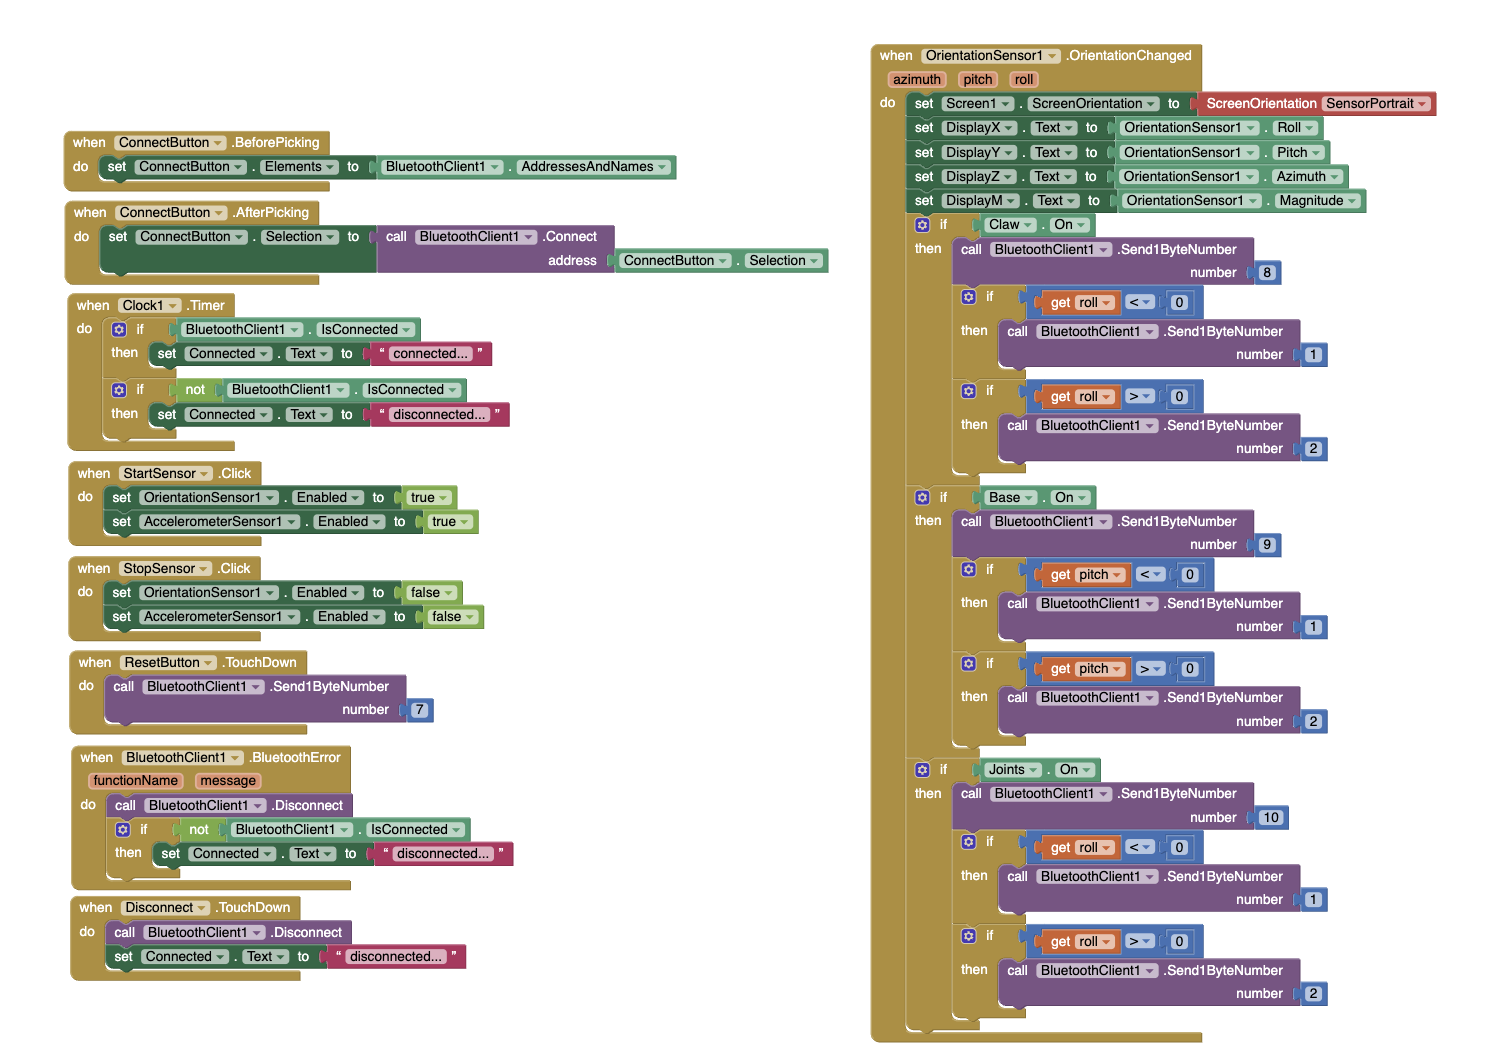 when ConnectButton .BeforePicking
do set ConnectButton . Elements to BluetoothClient1 . AddressesAndNames
when ConnectButton .AfterPicking
do set ConnectButton . Selection to call BluetoothClient1 .Connect
address ConnectButton . Selection
when Clock1 .Timer
do if BluetoothClient1 . IsConnected
then set Connected . Text to “ connected... ”
if not BluetoothClient1 . IsConnected
then set Connected . Text to “ disconnected... ”
when StartSensor .Click
do set OrientationSensor1 . Enabled to true
set AccelerometerSensor1 . Enabled to true
when StopSensor .Click
do set OrientationSensor1 . Enabled to false
set AccelerometerSensor1 . Enabled to false
when ResetButton .TouchDown
do call BluetoothClient1 .Send1ByteNumber
number 7
when BluetoothClient1 .BluetoothError
functionName message
do call BluetoothClient1 .Disconnect
if not BluetoothClient1 . IsConnected
then set Connected . Text to “ disconnected... ”
when Disconnect .TouchDown
do call BluetoothClient1 .Disconnect
set Connected . Text to “ disconnected... ”
when OrientationSensor1 .OrientationChanged
azimuth pitch roll
do set Screen1 . ScreenOrientation to ScreenOrientation SensorPortrait
set DisplayX . Text to OrientationSensor1 . Roll
set DisplayY . Text to OrientationSensor1 . Pitch
set DisplayZ . Text to OrientationSensor1 . Azimuth
set DisplayM . Text to OrientationSensor1 . Magnitude
if Claw . On
then call BluetoothClient1 .Send1ByteNumber
number 8
if get roll < 0
then call BluetoothClient1 .Send1ByteNumber
number 1
if get roll > 0
then call BluetoothClient1 .Send1ByteNumber
number 2
if Base . On
then call BluetoothClient1 .Send1ByteNumber
number 9
if get pitch < 0
then call BluetoothClient1 .Send1ByteNumber
number 1
if get pitch > 0
then call BluetoothClient1 .Send1ByteNumber
number 2
if Joints . On
then call BluetoothClient1 .Send1ByteNumber
number 10
if get roll < 0
then call BluetoothClient1 .Send1ByteNumber
number 1
if get roll > 0
then call BluetoothClient1 .Send1ByteNumber
number 2